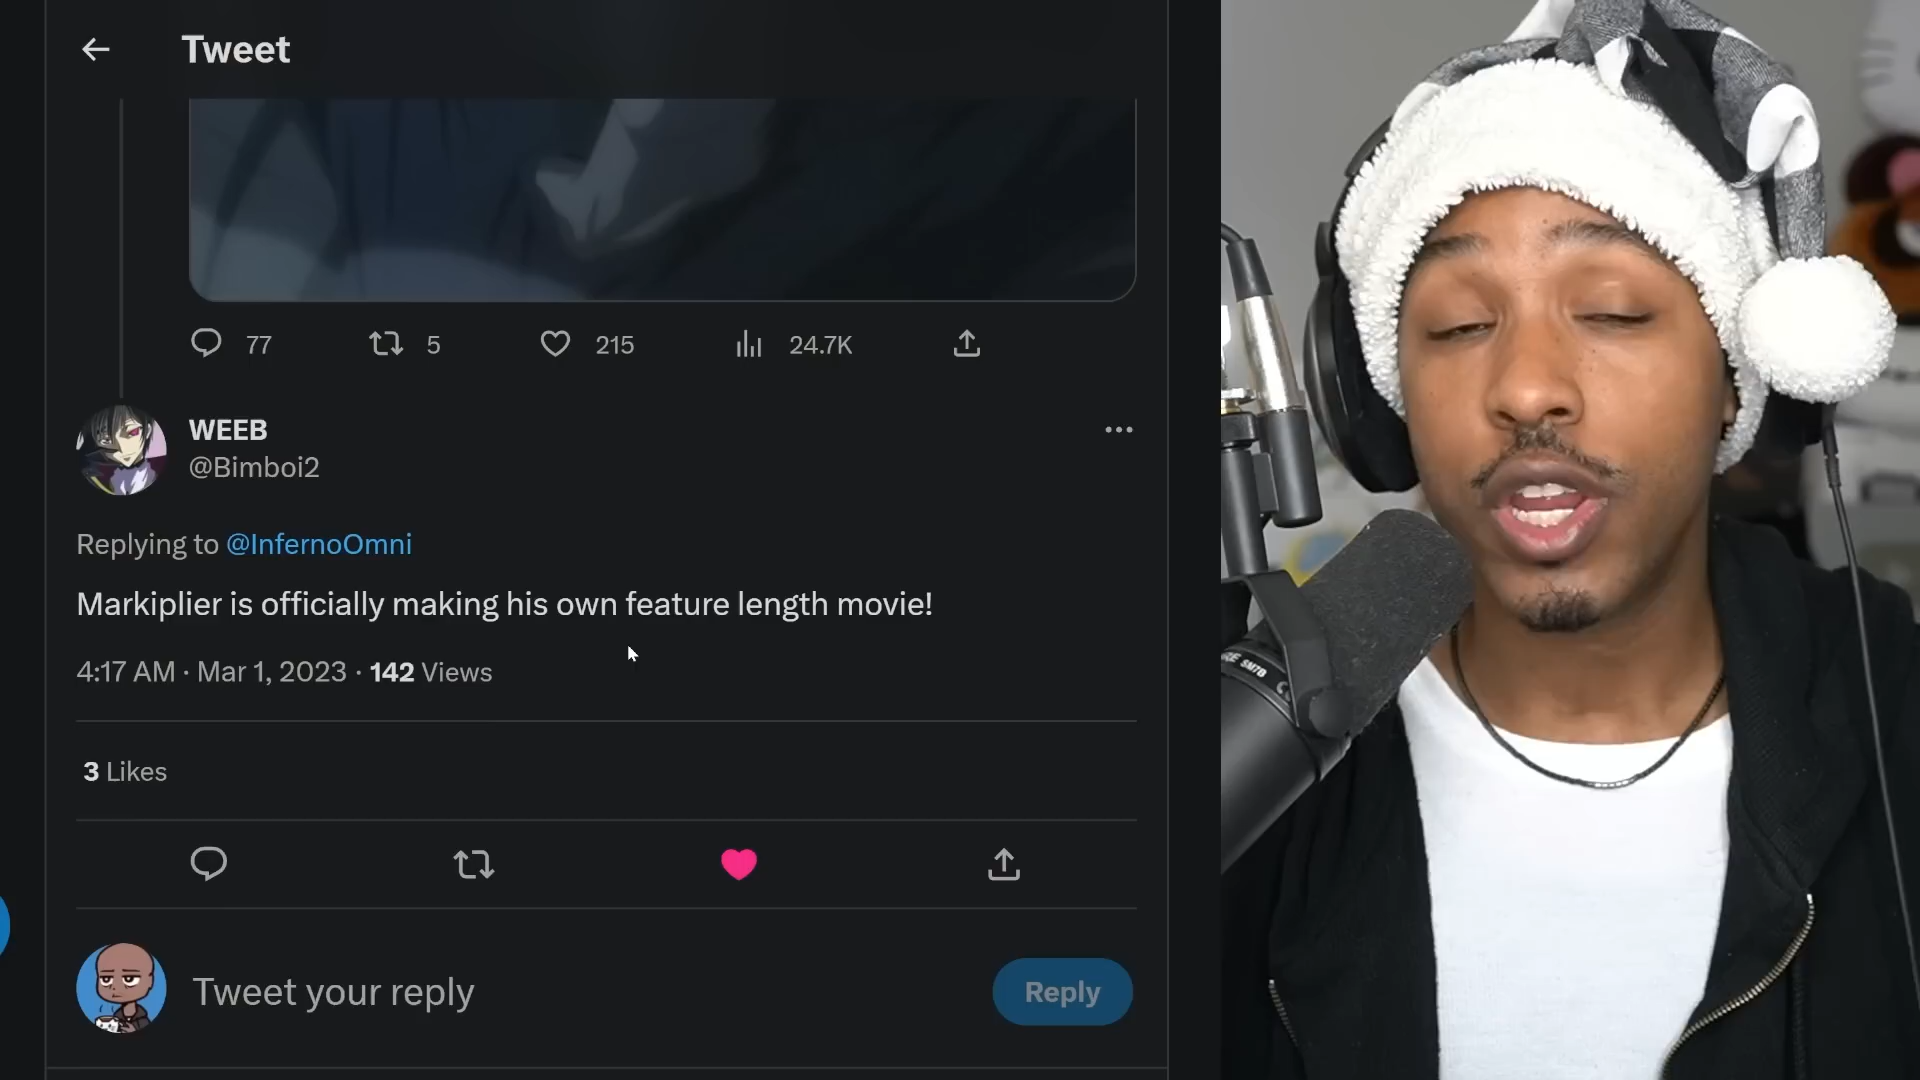 Tweet
77
5
215
24.7K
WEEB
@Bimboi2
Replying to @InfernoOmni
Markiplier is officially making his own feature length movie!
4:17 AM · Mar 1, 2023 · 142 Views
3 Likes
Tweet your reply
Reply
SM7B